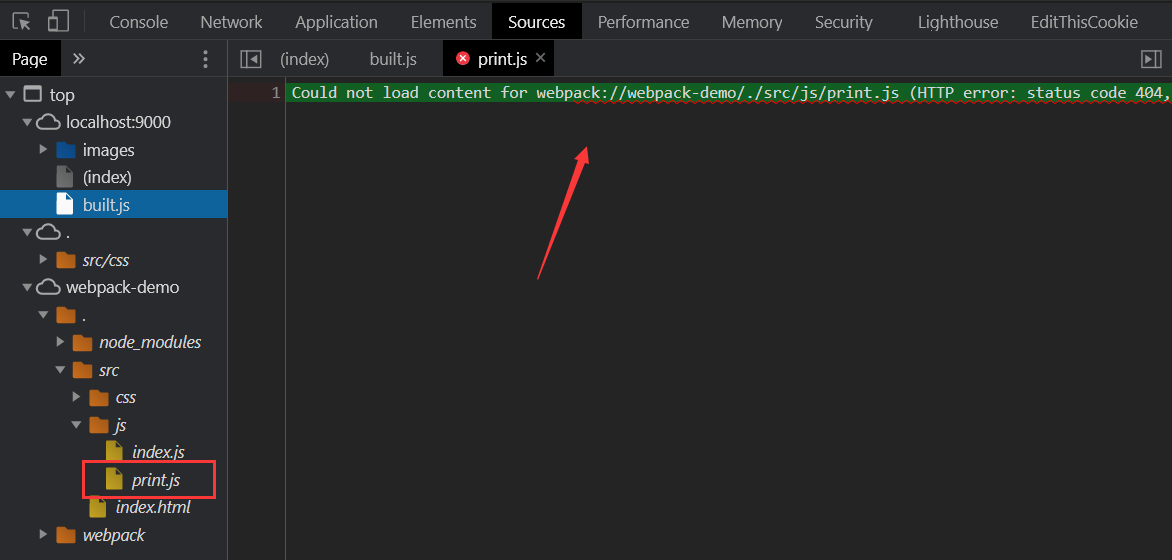 Console Network Application Elements Sources Performance Memory Security Lighthouse EditThisCookie
Page (index) built.js print.js
top
localhost:9000
images
(index)
built.js
.
src/css
webpack-demo
.
node_modules
src
css
js
index.js
print.js
index.html
webpack
1 Could not load content for webpack://webpack-demo/./src/js/print.js (HTTP error: status code 404,